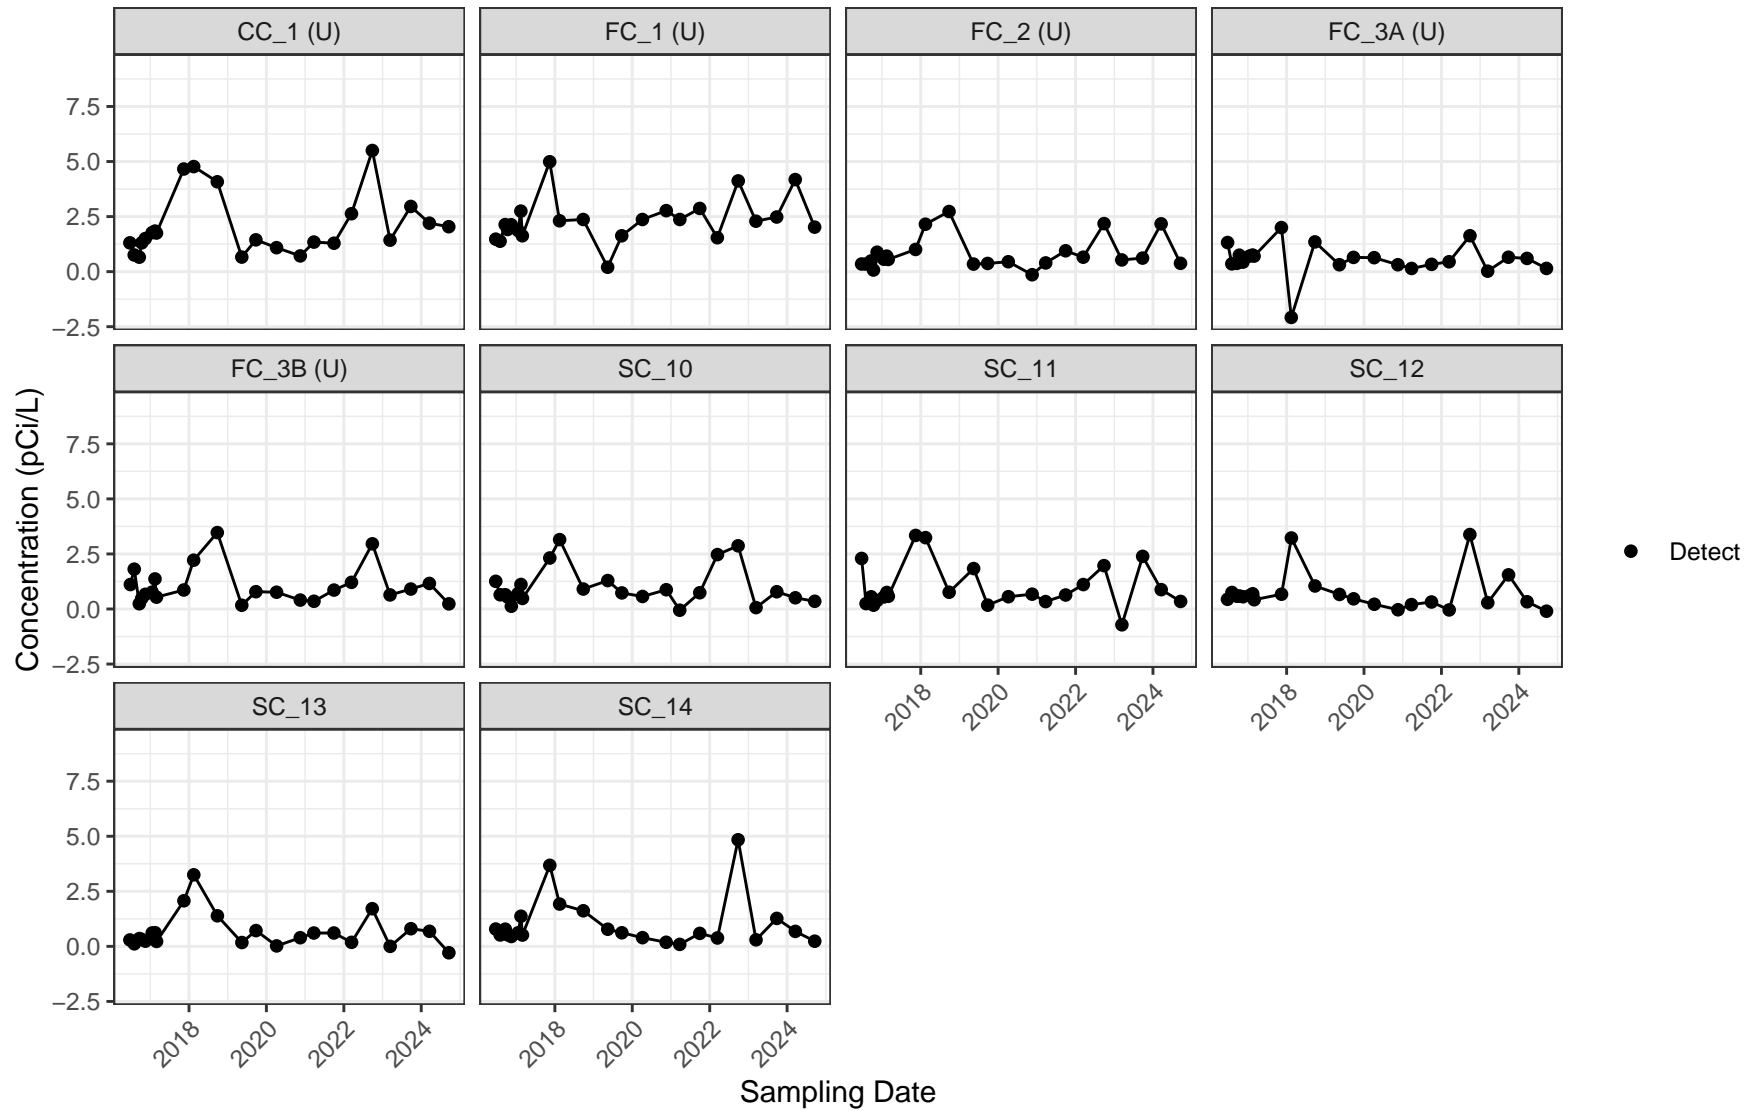 CC_1 (U) FC_1 (U) FC_2 (U) FC_3A (U)
7.5
5.0
2.5
0.0
−2.5
FC_3B (U) SC_10 SC_11 SC_12
7.5
5.0
2.5
0.0
−2.5
Concentration (pCi/L)
Detect
2018 2020 2022 2024 2018 2020 2022 2024
SC_13 SC_14
7.5
5.0
2.5
0.0
−2.5
2018 2020 2022 2024 2018 2020 2022 2024
Sampling Date